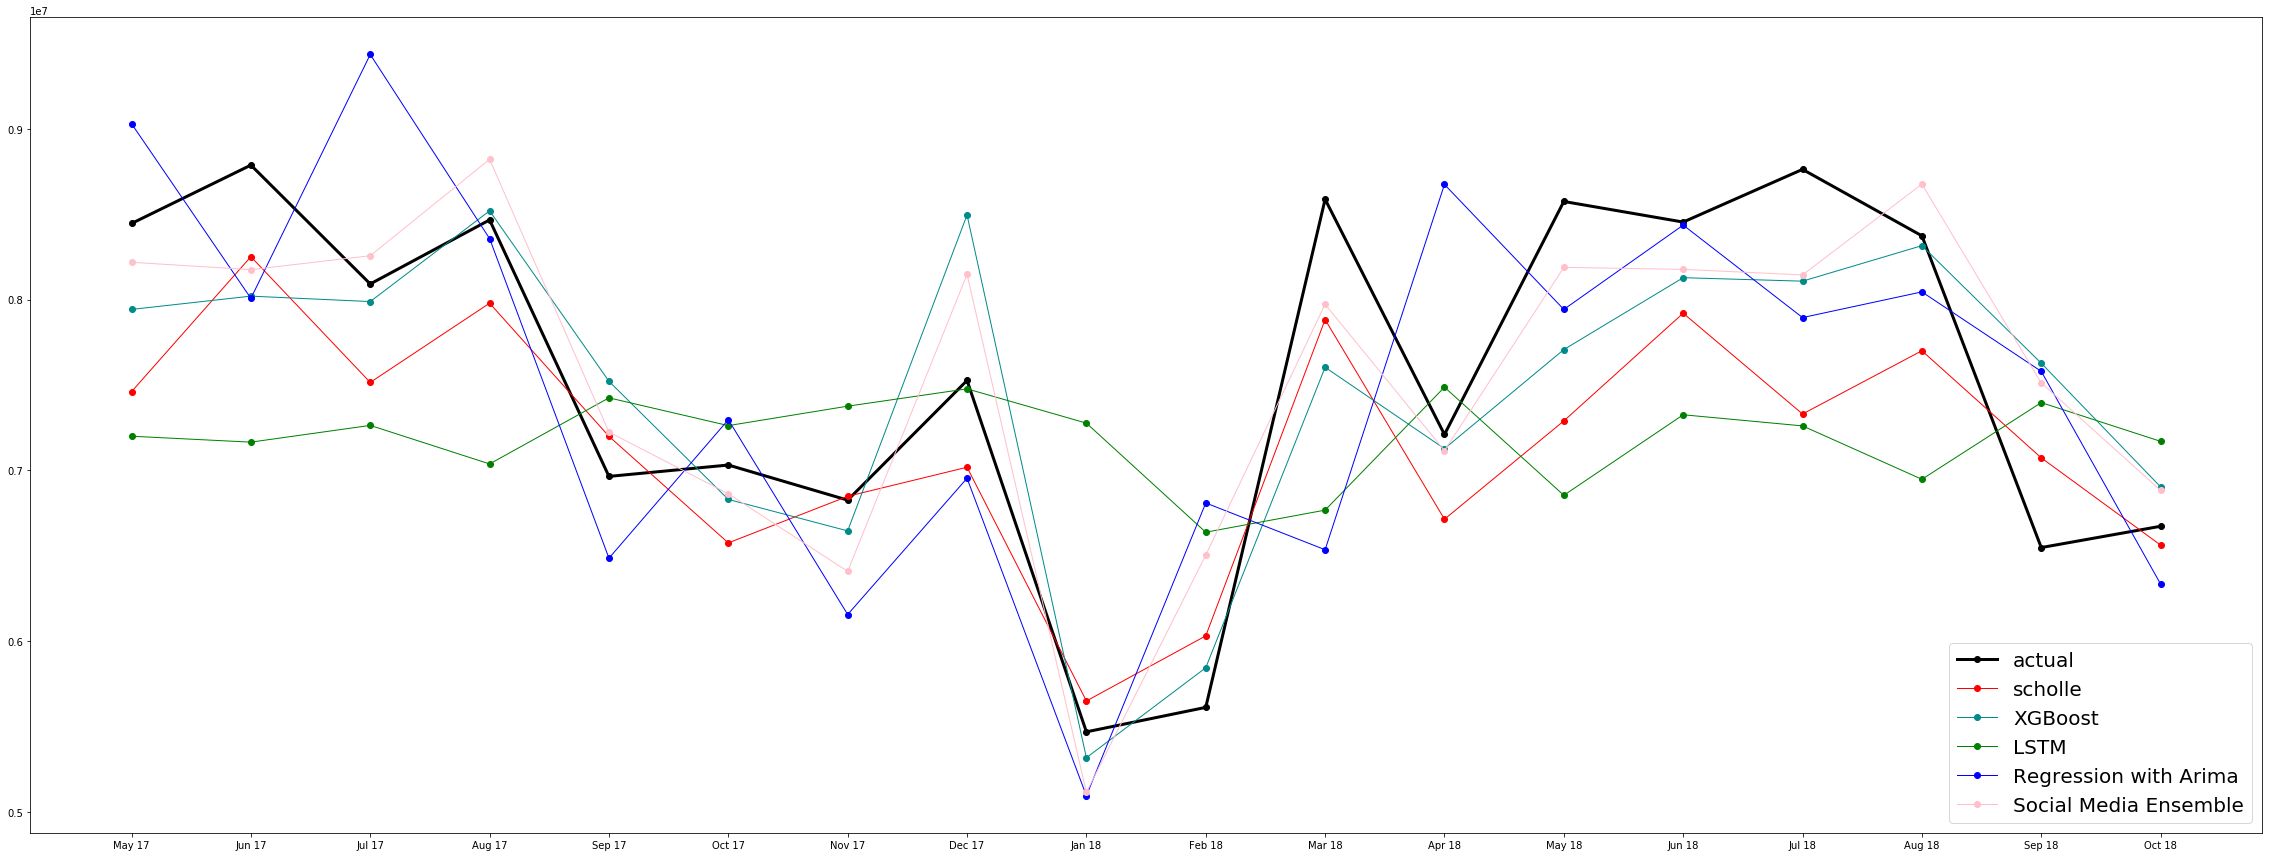 1e7
0.9
0.8
0.7
0.6
0.5
May 17 Jun 17 Jul 17 Aug 17 Sep 17 Oct 17 Nov 17 Dec 17 Jan 18 Feb 18 Mar 18 Apr 18 May 18 Jun 18 Jul 18 Aug 18 Sep 18 Oct 18
actual
scholle
XGBoost
LSTM
Regression with Arima
Social Media Ensemble